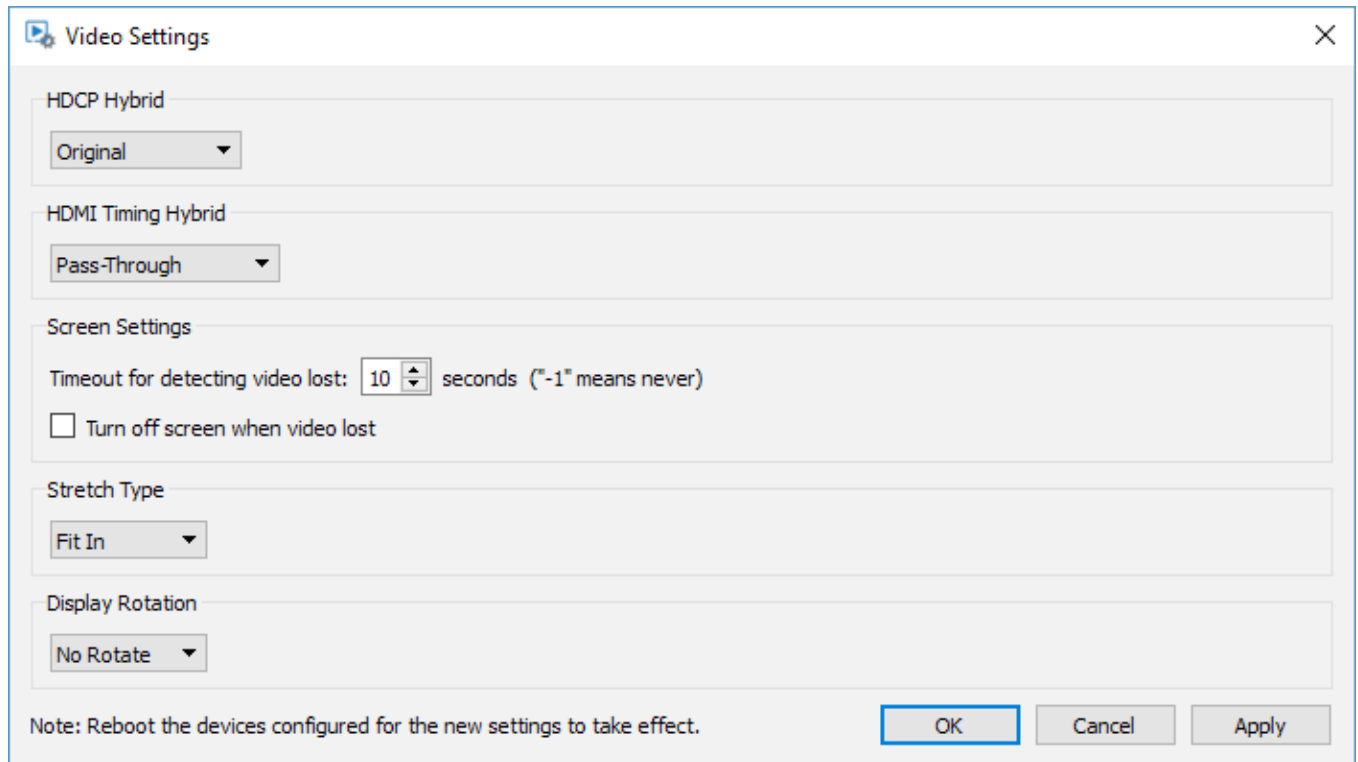 Video Settings
HDCP Hybrid
Original
HDMI Timing Hybrid
Pass-Through
Screen Settings
Timeout for detecting video lost: 10 seconds ("-1" means never)
Turn off screen when video lost
Stretch Type
Fit In
Display Rotation
No Rotate
Note: Reboot the devices configured for the new settings to take effect. OK Cancel Apply